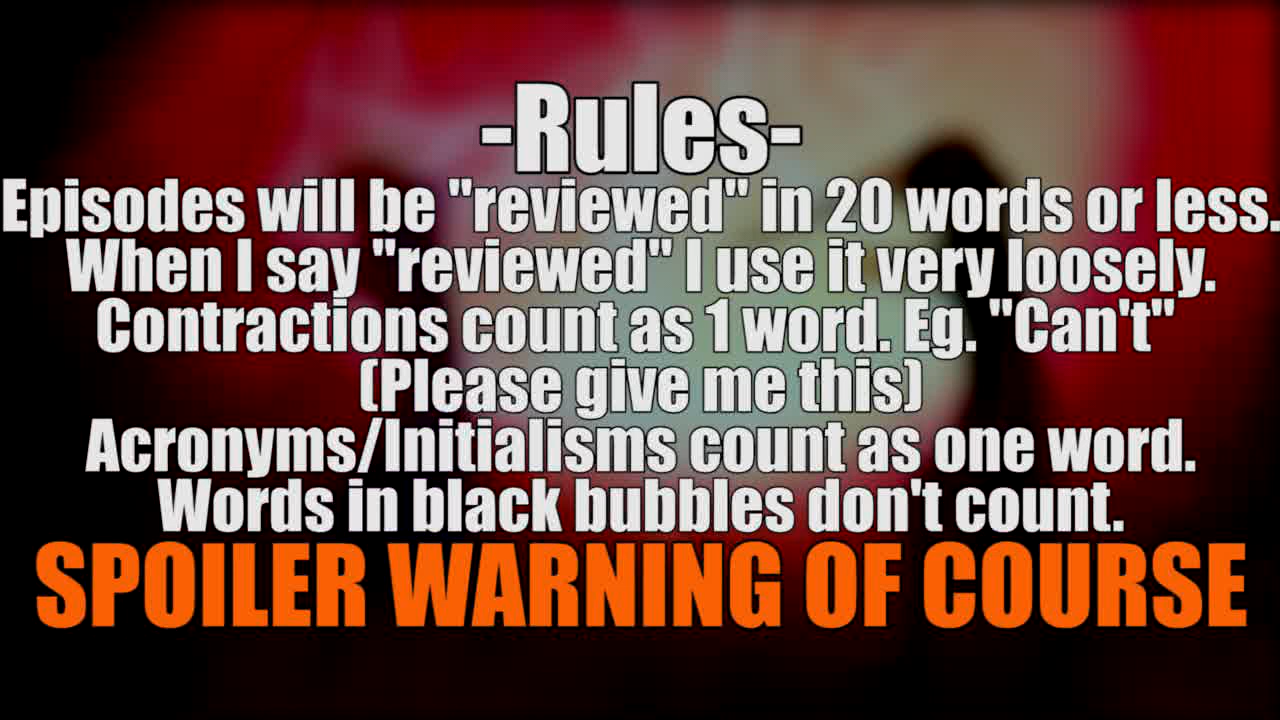 -Rules-
Episodes will be "reviewed" in 20 words or less.
When I say "reviewed" I use it very loosely.
Contractions count as 1 word. Eg. "Can't"
(Please give me this)
Acronyms/Initialisms count as one word.
Words in black bubbles don't count.
SPOILER WARNING OF COURSE